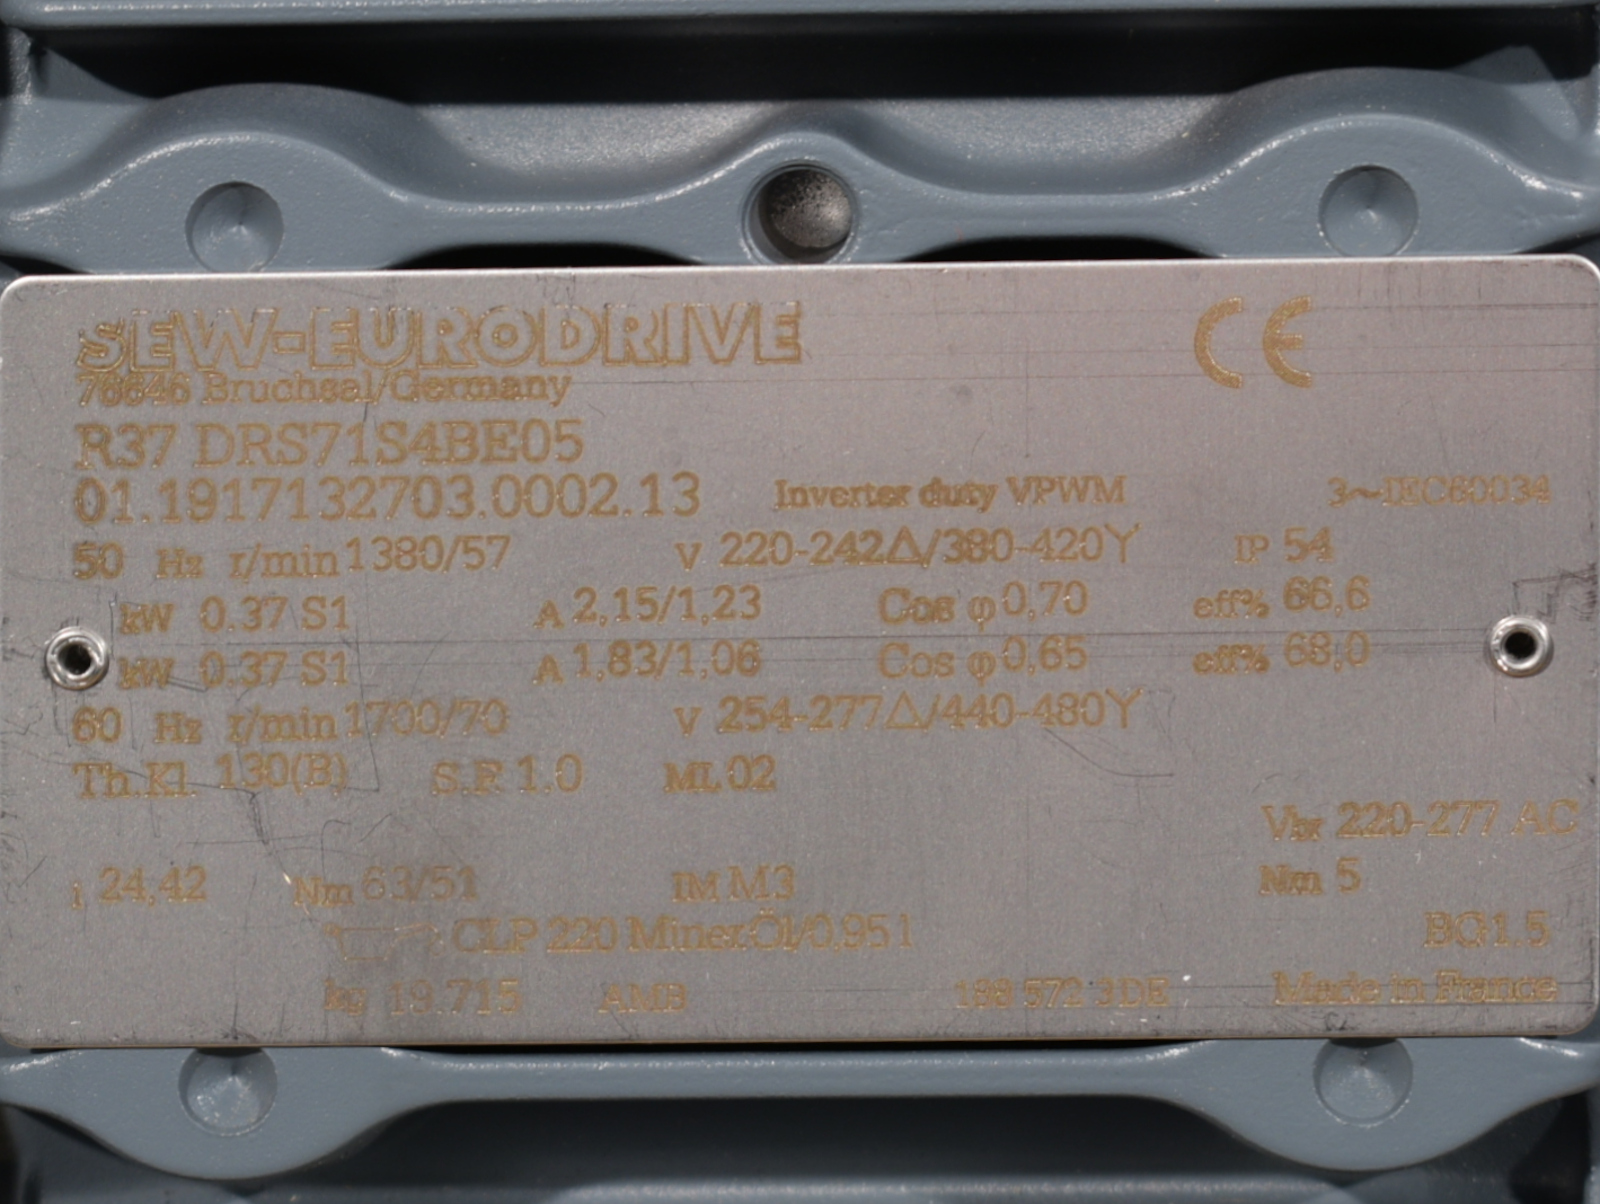 SEW-EURODRIVE CE
76646 Bruchsal/Germany
R37 DRS71S4BE05
01.1917132703.0002.13 Inverter duty VPWM 3~IEC60034
50 Hz r/min 1380/57 V 220-242Δ/380-420Y IP 54
kW 0.37 S1 A 2,15/1,23 Cos φ 0,70 eff% 66,6
kW 0.37 S1 A 1,83/1,06 Cos φ 0,65 eff% 68,0
60 Hz r/min 1700/70 V 254-277Δ/440-480Y
Th.Kl. 130(B) S.F. 1.0 ML 02
Vbr 220-277 AC
i 24,42 Nm 63/51 IM M3 Nm 5
CLP 220 Miner.Öl/0,95 l BG1.5
kg 19.715 AMB 188 572 3 DE Made in France